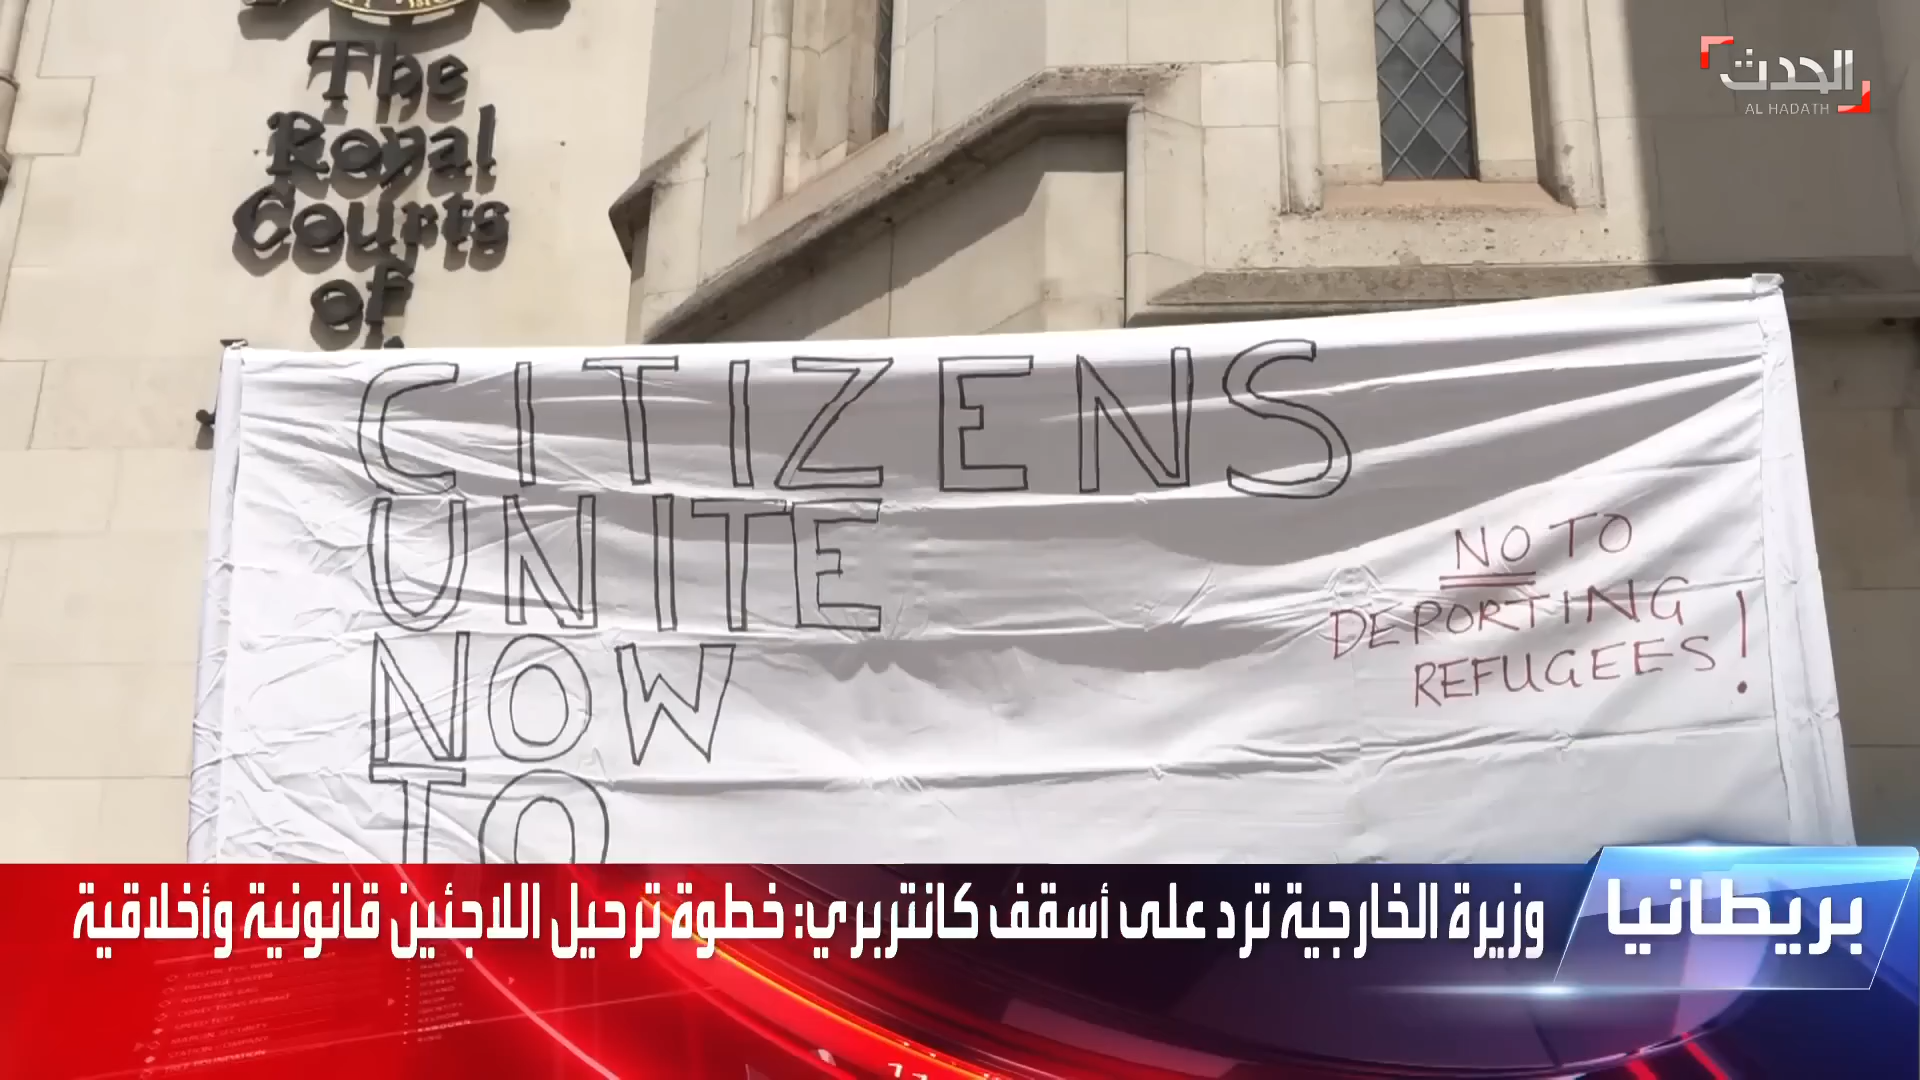 The
Royal
Courts
of
الحدث
AL HADATH
CITIZENS
UNITE
NOW
TO
NO TO
DEPORTING
REFUGEES!
بريطانيا
وزيرة الخارجية ترد على أسقف كانتربري: خطوة ترحيل اللاجئين قانونية وأخلاقية